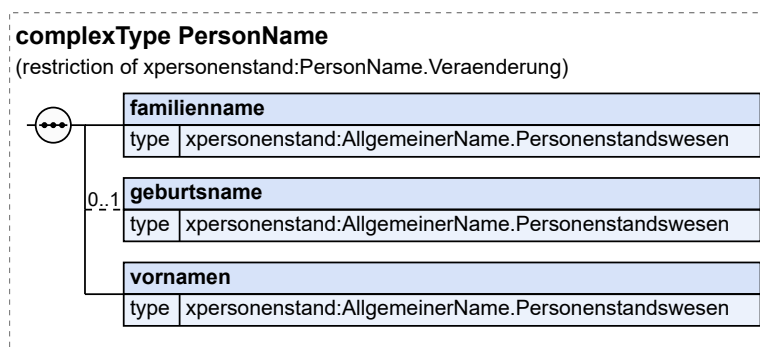 complexType PersonName
(restriction of xpersonenstand:PersonName.Veraenderung)
familienname
type xpersonenstand:AllgemeinerName.Personenstandswesen
0..1 geburtsname
type xpersonenstand:AllgemeinerName.Personenstandswesen
vornamen
type xpersonenstand:AllgemeinerName.Personenstandswesen